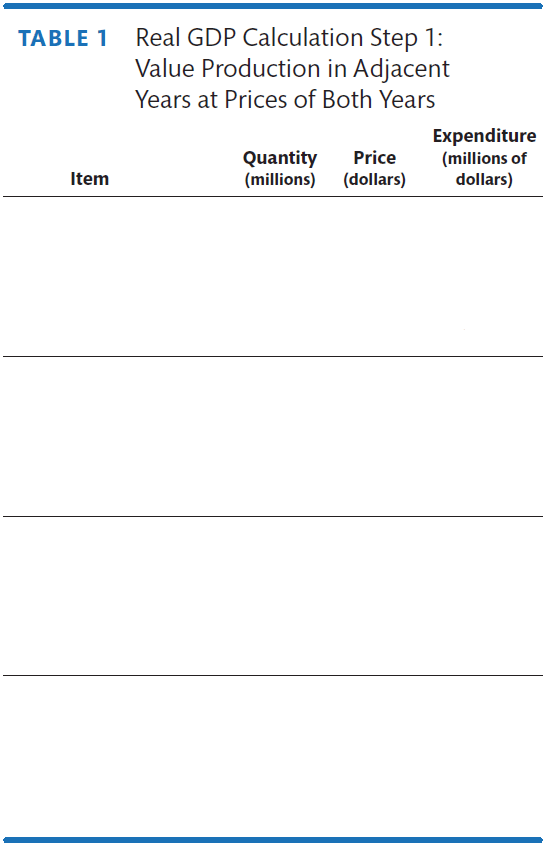 TABLE 1 Real GDP Calculation Step 1:
Value Production in Adjacent
Years at Prices of Both Years
Item
Quantity
(millions)
Price
(dollars)
Expenditure
(millions of
dollars)